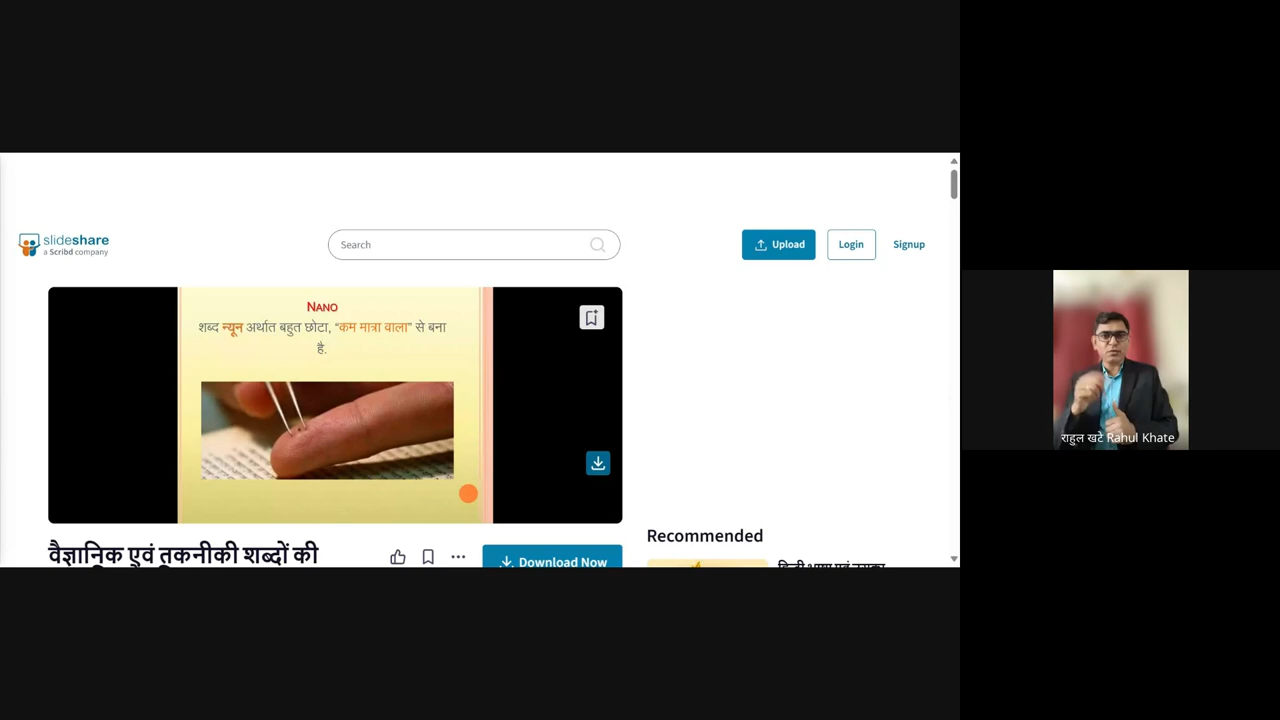 slideshare
a Scribd company
Search
Upload
Login
Signup
NANO
शब्द न्यून अर्थात बहुत छोटा, “कम मात्रा वाला” से बना
है.
वैज्ञानिक एवं तकनीकी शब्दों की
Download Now
Recommended
राहुल खटे Rahul Khate